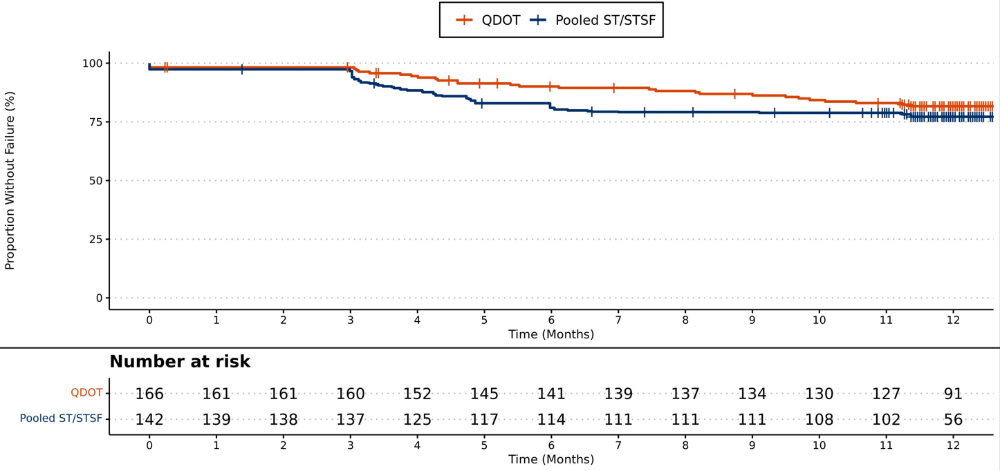 QDOT Pooled ST/STSF
Proportion Without Failure (%)
100
75
50
25
0
0 1 2 3 4 5 6 7 8 9 10 11 12
Time (Months)
Number at risk
QDOT 166 161 161 160 152 145 141 139 137 134 130 127 91
Pooled ST/STSF 142 139 138 137 125 117 114 111 111 111 108 102 56
0 1 2 3 4 5 6 7 8 9 10 11 12
Time (Months)